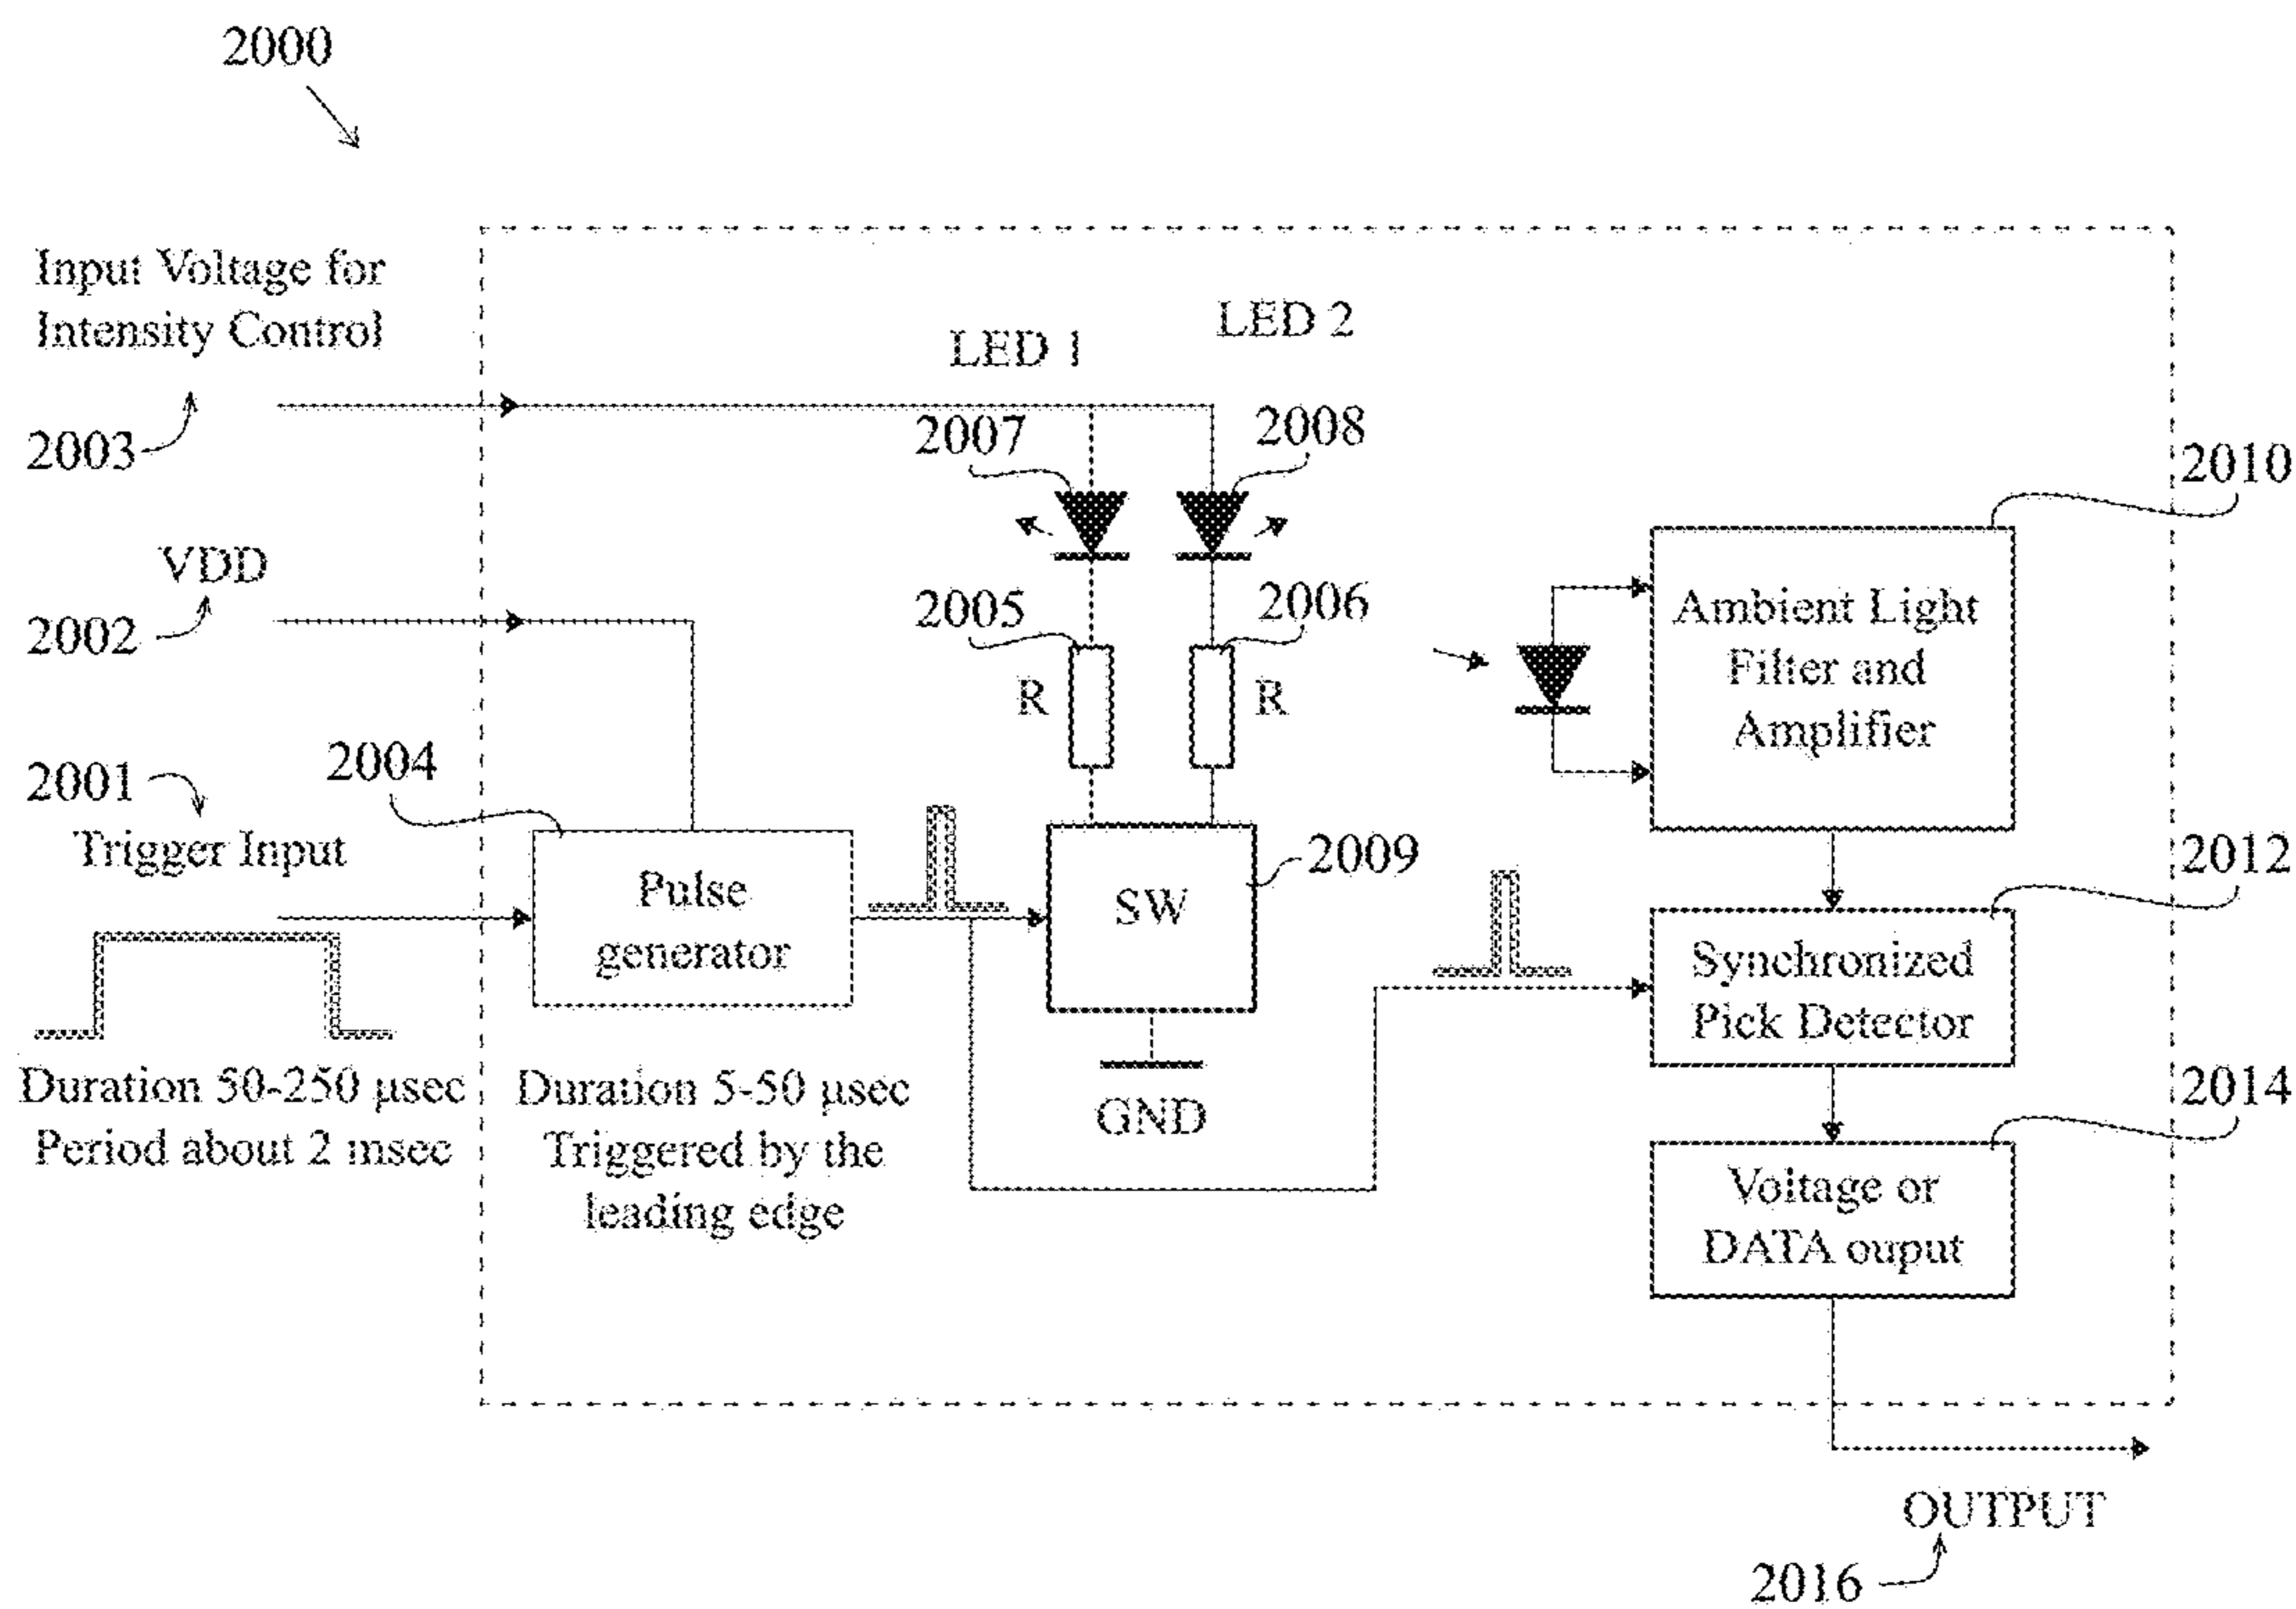 2000
Input Voltage for
Intensity Control
2003
LED 1
LED 2
2007
2008
2010
VDD
2002
2005
2006
R
R
Ambient Light
Filter and
Amplifier
2001
Trigger Input
2004
Pulse
generator
SW
2009
2012
Synchronized
Pick Detector
Duration 50-250 μsec
Period about 2 msec
Duration 5-50 μsec
Triggered by the
leading edge
GND
2014
Voltage or
DATA ouput
OUTPUT
2016